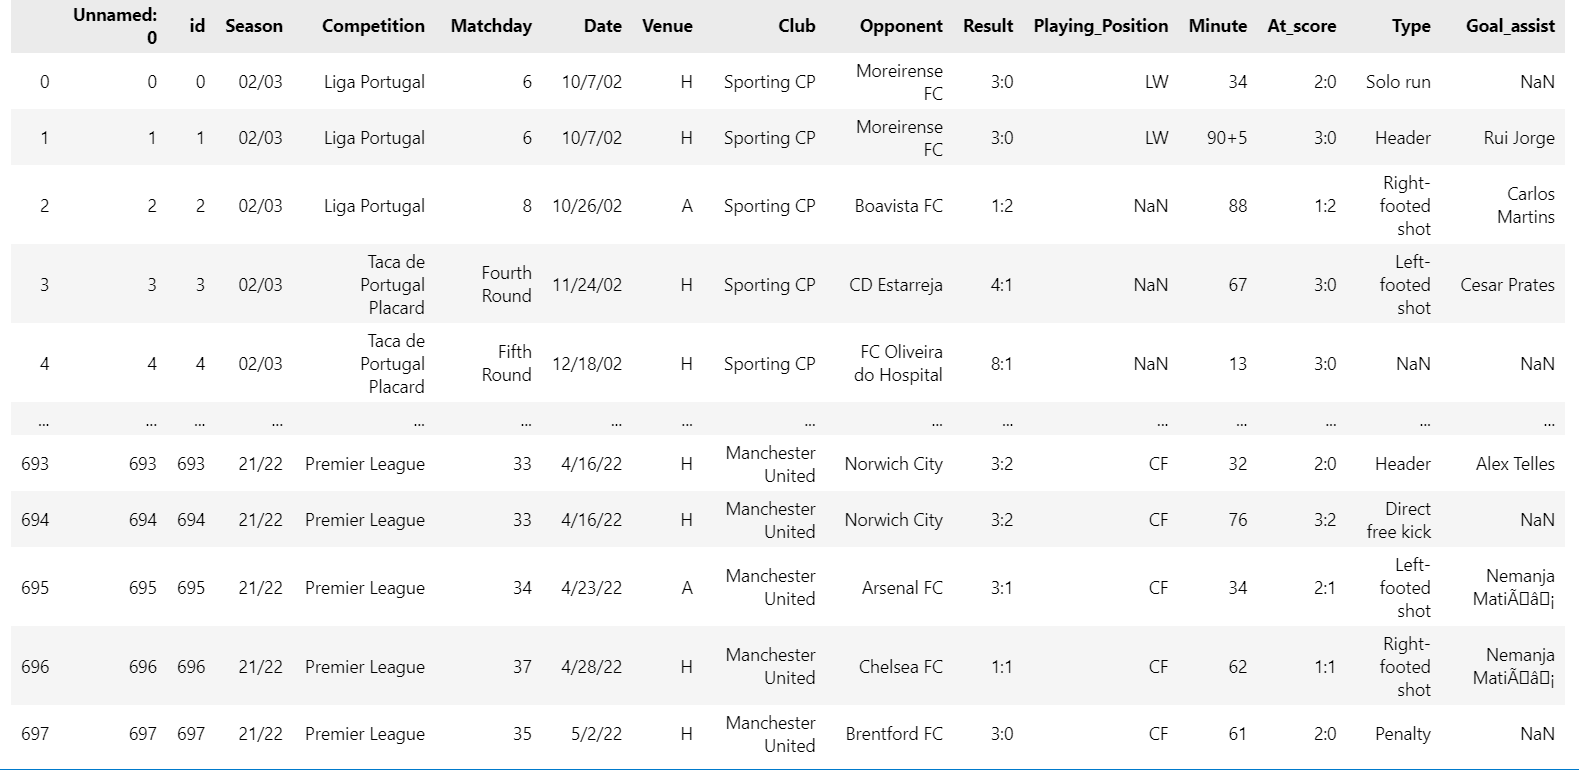 Unnamed: 0 id Season Competition Matchday Date Venue Club Opponent Result Playing_Position Minute At_score Type Goal_assist
0 0 0 02/03 Liga Portugal 6 10/7/02 H Sporting CP Moreirense FC 3:0 LW 34 2:0 Solo run NaN
1 1 1 02/03 Liga Portugal 6 10/7/02 H Sporting CP Moreirense FC 3:0 LW 90+5 3:0 Header Rui Jorge
2 2 2 02/03 Liga Portugal 8 10/26/02 A Sporting CP Boavista FC 1:2 NaN 88 1:2 Right-footed shot Carlos Martins
3 3 3 02/03 Taca de Portugal Placard Fourth Round 11/24/02 H Sporting CP CD Estarreja 4:1 NaN 67 3:0 Left-footed shot Cesar Prates
4 4 4 02/03 Taca de Portugal Placard Fifth Round 12/18/02 H Sporting CP FC Oliveira do Hospital 8:1 NaN 13 3:0 NaN NaN
... ... ... ... ... ... ... ... ... ... ... ... ... ... ... ...
693 693 693 21/22 Premier League 33 4/16/22 H Manchester United Norwich City 3:2 CF 32 2:0 Header Alex Telles
694 694 694 21/22 Premier League 33 4/16/22 H Manchester United Norwich City 3:2 CF 76 3:2 Direct free kick NaN
695 695 695 21/22 Premier League 34 4/23/22 A Manchester United Arsenal FC 3:1 CF 34 2:1 Left-footed shot Nemanja
696 696 696 21/22 Premier League 37 4/28/22 H Manchester United Chelsea FC 1:1 CF 62 1:1 Right-footed shot Nemanja
697 697 697 21/22 Premier League 35 5/2/22 H Manchester United Brentford FC 3:0 CF 61 2:0 Penalty NaN